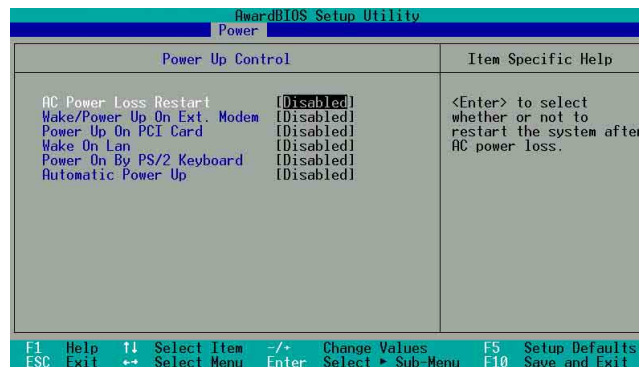 AwardBIOS Setup Utility
Power
Power Up Control
Item Specific Help
AC Power Loss Restart [Disabled]
Wake/Power Up On Ext. Modem [Disabled]
Power Up On PCI Card [Disabled]
Wake On Lan [Disabled]
Power On By PS/2 Keyboard [Disabled]
Automatic Power Up [Disabled]
<Enter> to select
whether or not to
restart the system after
AC power loss.
F1 Help ↑↓ Select Item -/+ Change Values F5 Setup Defaults
ESC Exit ↔ Select Menu Enter Select ► Sub-Menu F10 Save and Exit